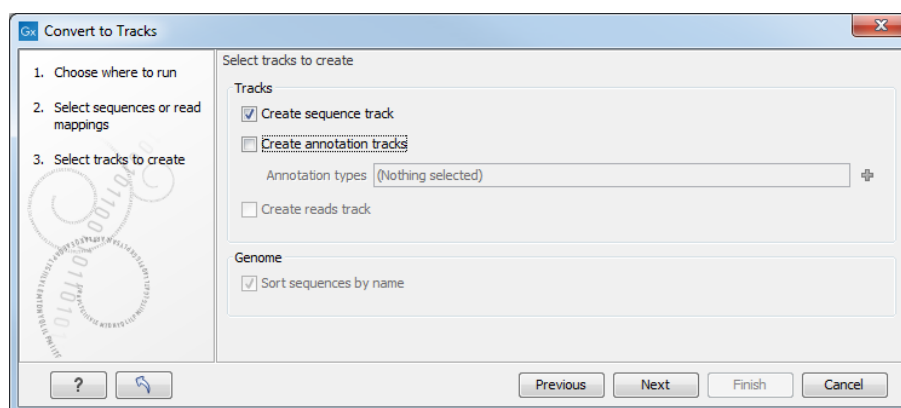 Gx Convert to Tracks
1. Choose where to run
2. Select sequences or read
mappings
3. Select tracks to create
Select tracks to create
Tracks
Create sequence track
Create annotation tracks
Annotation types (Nothing selected)
Create reads track
Genome
Sort sequences by name
? Previous Next Finish Cancel